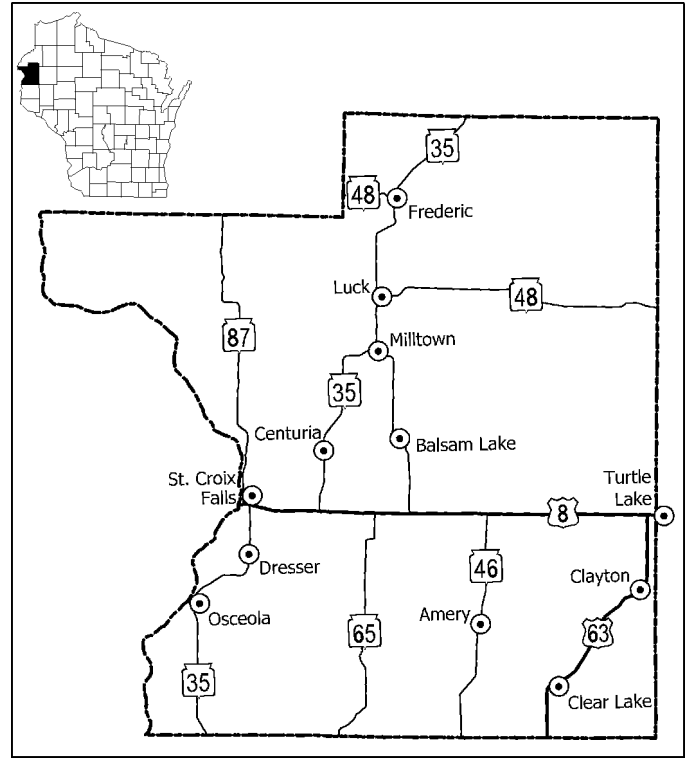 35
48
Frederic
Luck
48
Milltown
87
35
Centuria
Balsam Lake
St. Croix
Falls
Turtle
Lake
8
Dresser
46
Clayton
Osceola
Amery
65
63
35
Clear Lake